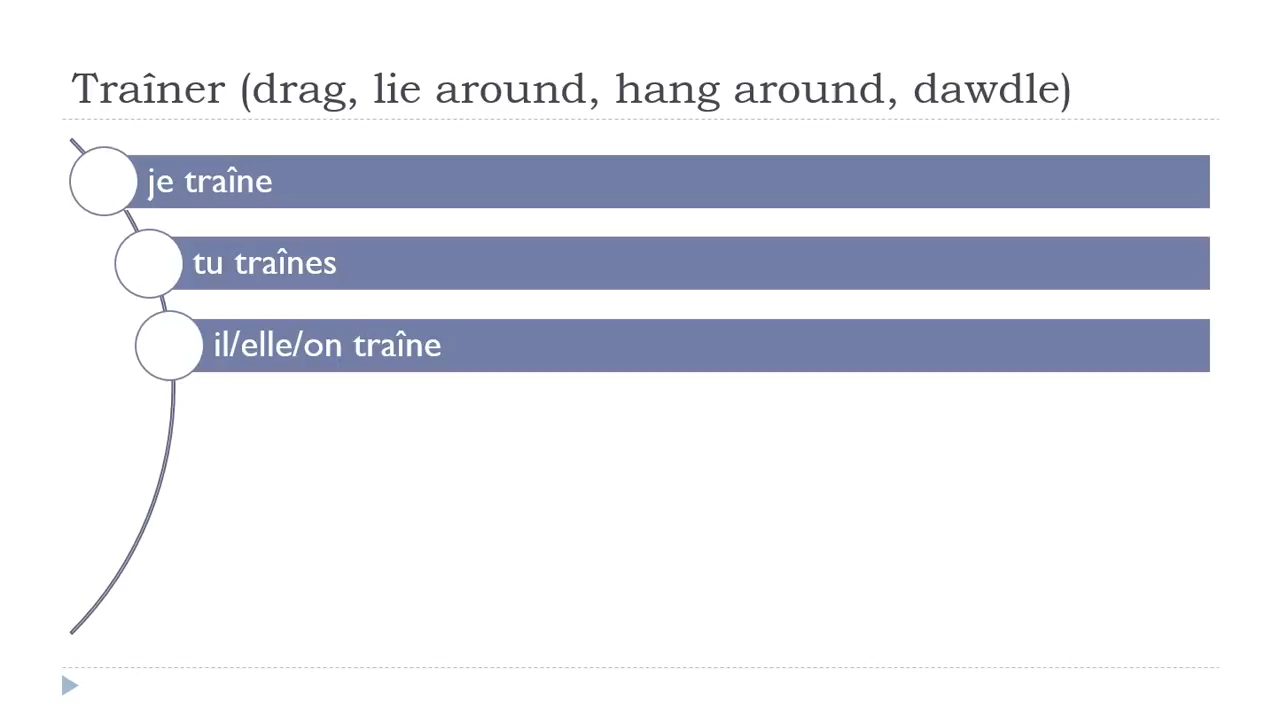 Traîner (drag, lie around, hang around, dawdle)
je traîne
tu traînes
il/elle/on traîne